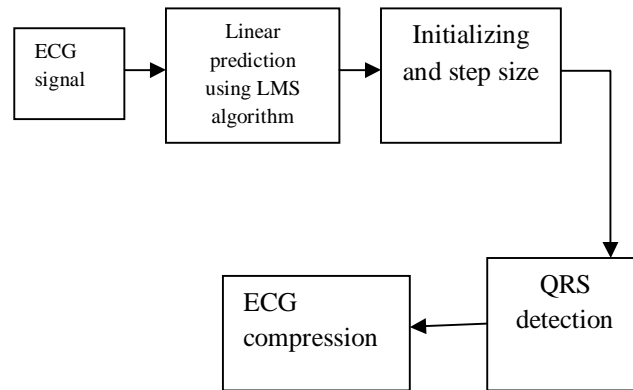 ECG
signal
Linear
prediction
using LMS
algorithm
Initializing
and step size
QRS
detection
ECG
compression